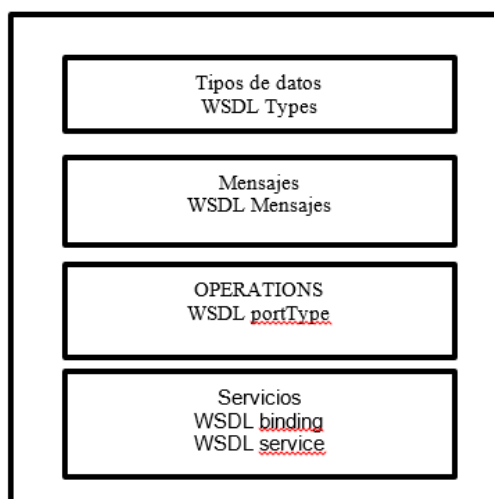 Tipos de datos
WSDL Types
Mensajes
WSDL Mensajes
OPERATIONS
WSDL portType
Servicios
WSDL binding
WSDL service